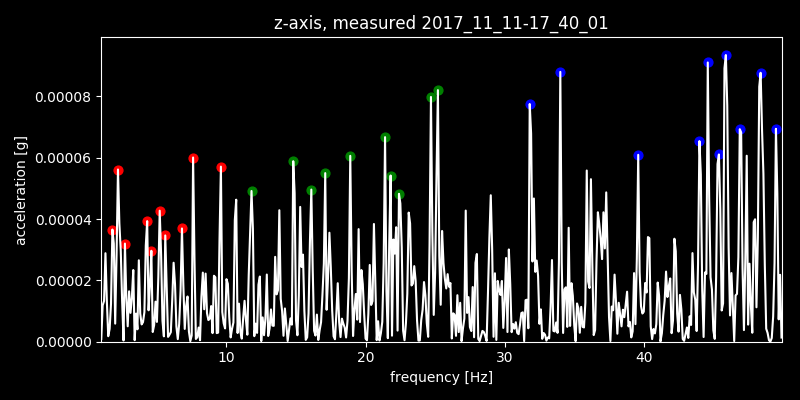 z-axis, measured 2017_11_11-17_40_01
acceleration [g]
0.00008
0.00006
0.00004
0.00002
0.00000
10 20 30 40
frequency [Hz]